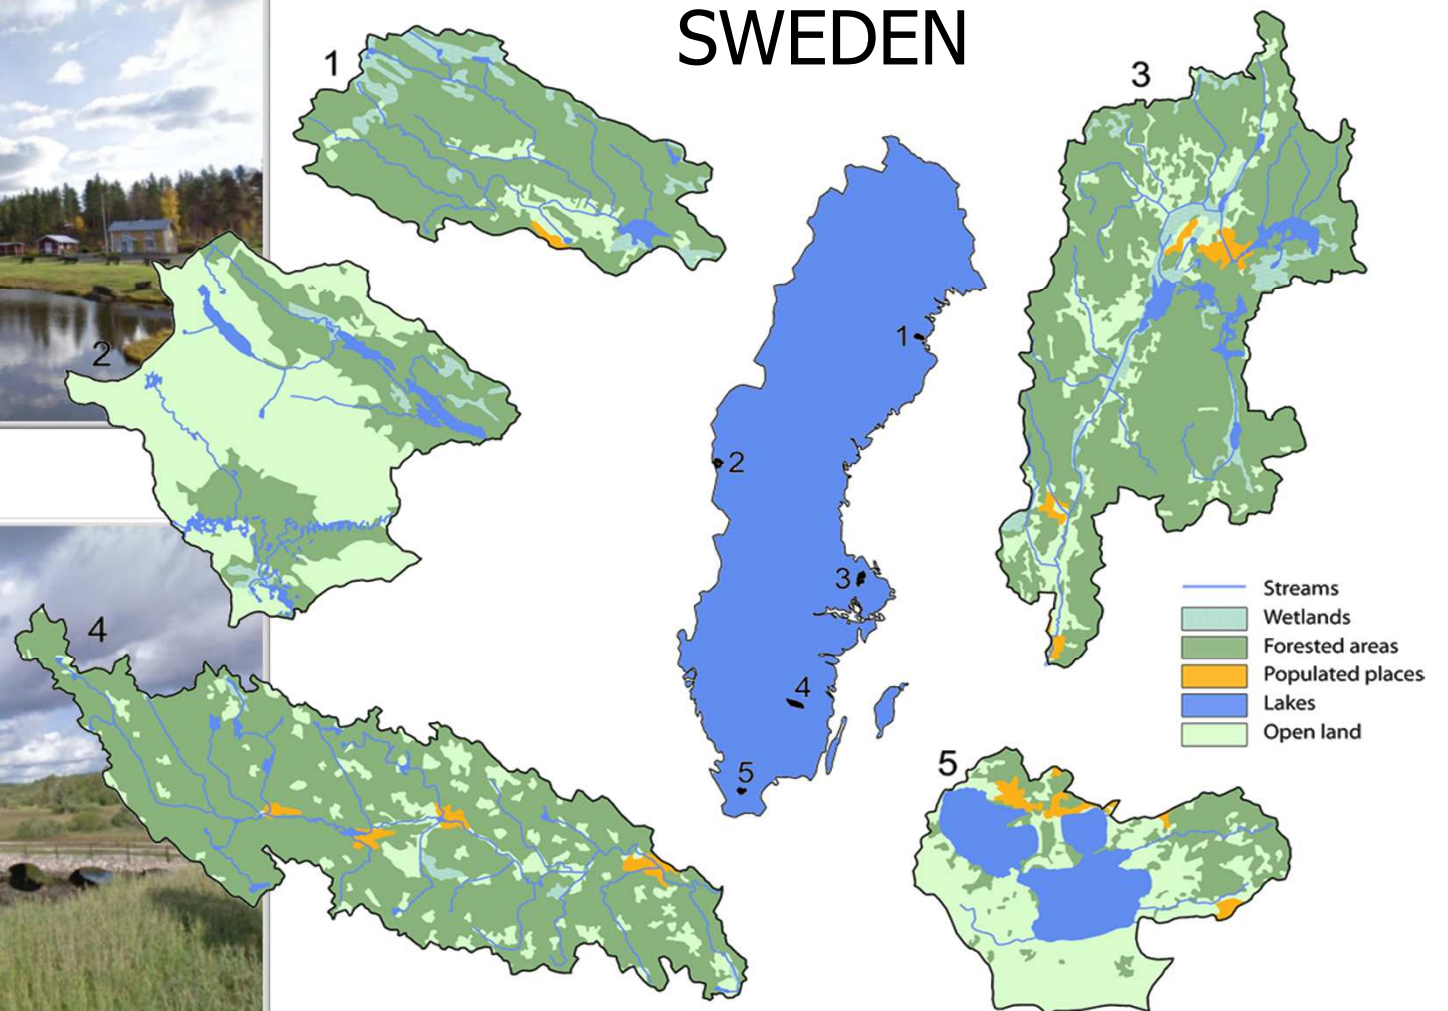 SWEDEN
1
3
2
4
5
1
2
3
4
5
Streams
Wetlands
Forested areas
Populated places
Lakes
Open land